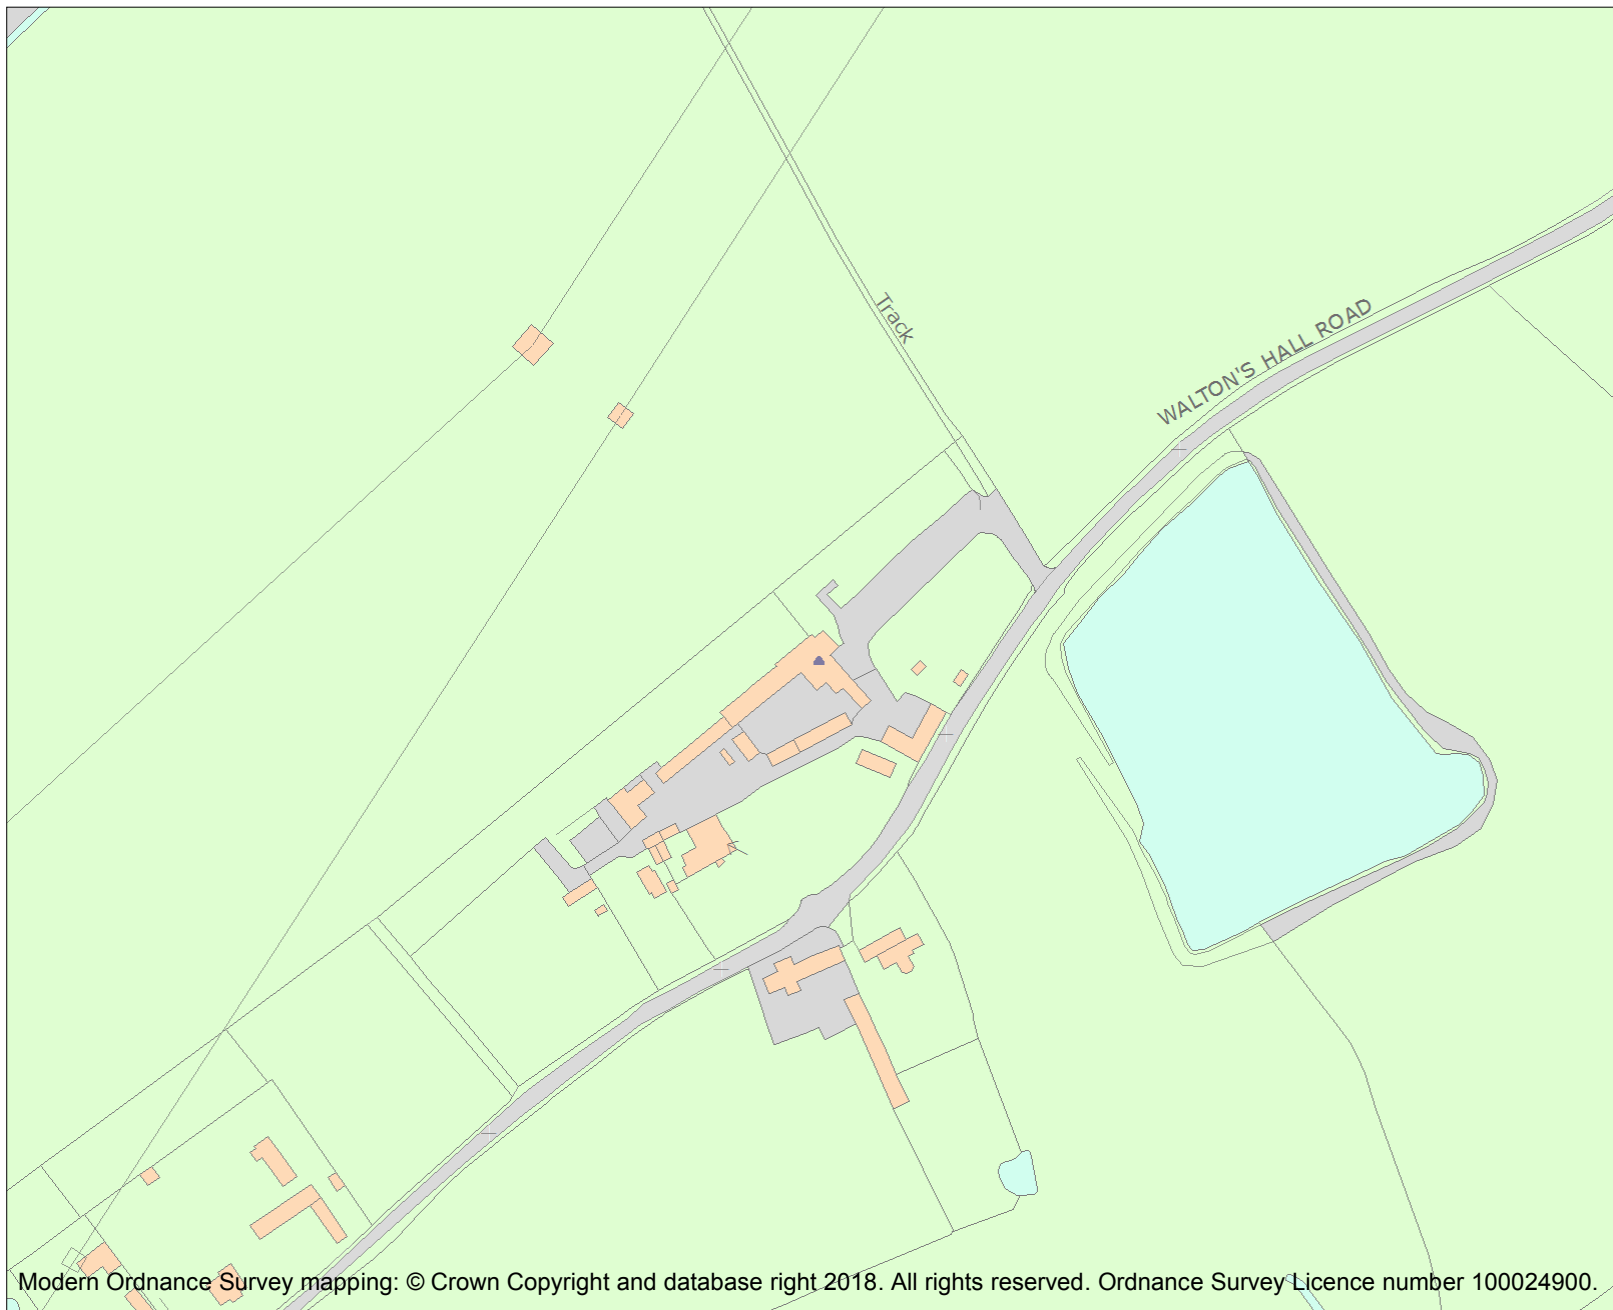 Track
WALTON'S HALL ROAD
Modern Ordnance Survey mapping: © Crown Copyright and database right 2018. All rights reserved. Ordnance Survey Licence number 100024900.